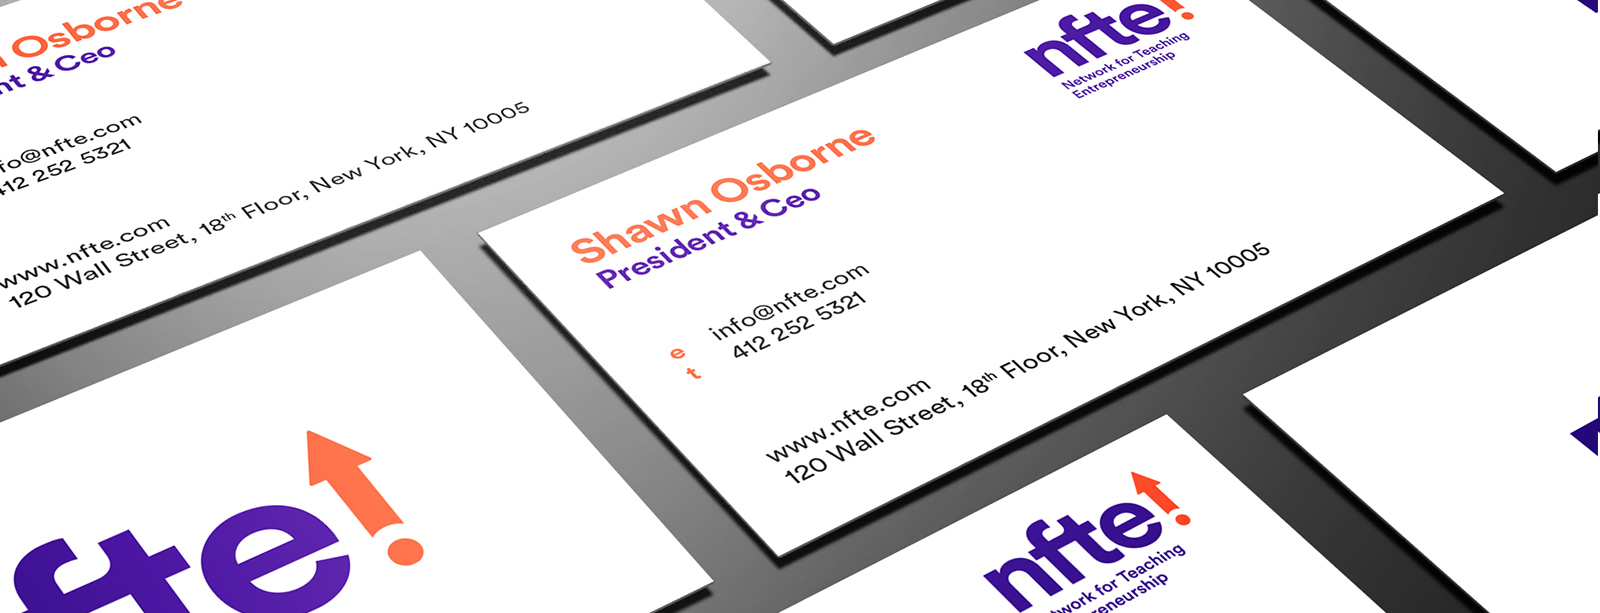 Osborne
nt & Ceo
fo@nfte.com
412 252 5321
www.nfte.com
120 Wall Street, 18th Floor, New York, NY 10005
nfte!
Network for Teaching
Entrepreneurship
Shawn Osborne
President & Ceo
e info@nfte.com
t 412 252 5321
www.nfte.com
120 Wall Street, 18th Floor, New York, NY 10005
fte!
nfte!
twork for Teaching
reneurship